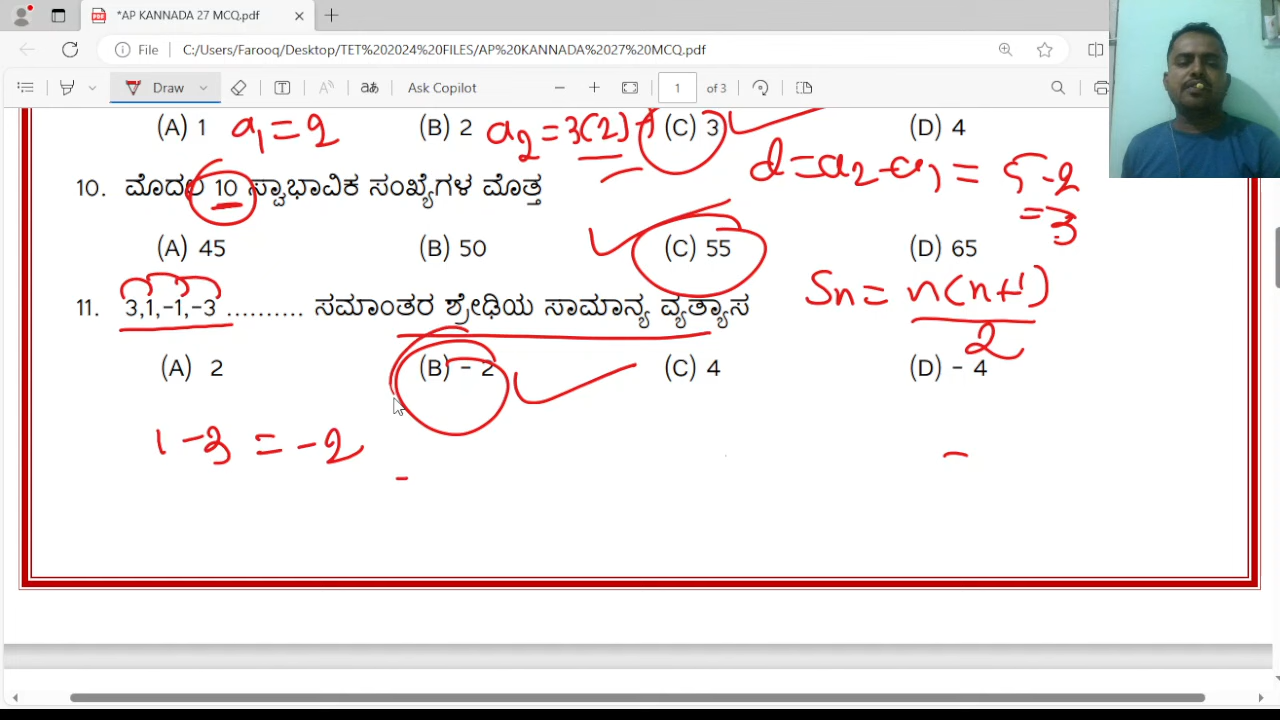 *AP KANNADA 27 MCQ.pdf
File C:/Users/Farooq/Desktop/TET%202024%20FILES/AP%20KANNADA%2027%20MCQ.pdf
Draw Ask Copilot 1 of 3
(A) 1 a₁ = 2 (B) 2 a₂ = 3(2) -1 (C) 3 (D) 4
d = a₂ - a₁ = 5 - 2
= 3
10. ಮೊದಲ 10 ಸ್ವಾಭಾವಿಕ ಸಂಖ್ಯೆಗಳ ಮೊತ್ತ
(A) 45 (B) 50 (C) 55 (D) 65
Sn = n(n+1)
2
11. 3,1,-1,-3 .......... ಸಮಾಂತರ ಶ್ರೇಢಿಯ ಸಾಮಾನ್ಯ ವ್ಯತ್ಯಾಸ
(A) 2 (B) - 2 (C) 4 (D) - 4
1 - 3 = - 2